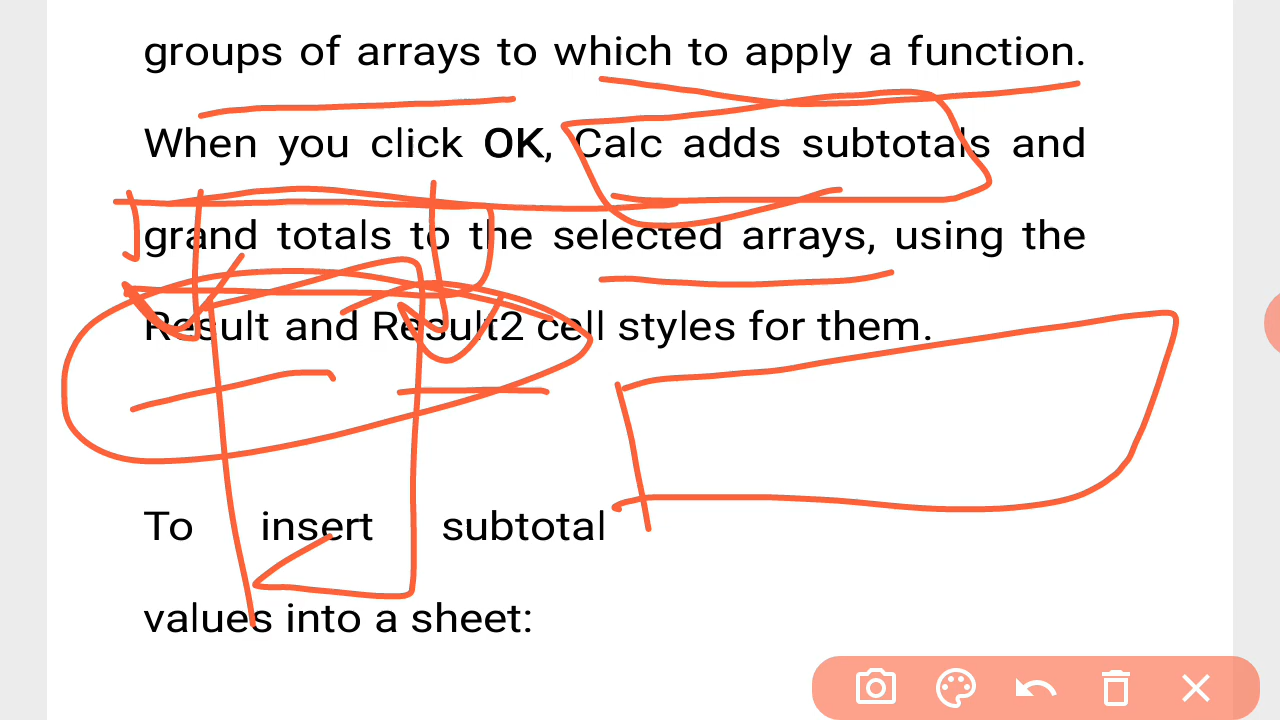 groups of arrays to which to apply a function.
When you click OK, Calc adds subtotals and
grand totals to the selected arrays, using the
Result and Result2 cell styles for them.
To insert subtotal
values into a sheet: